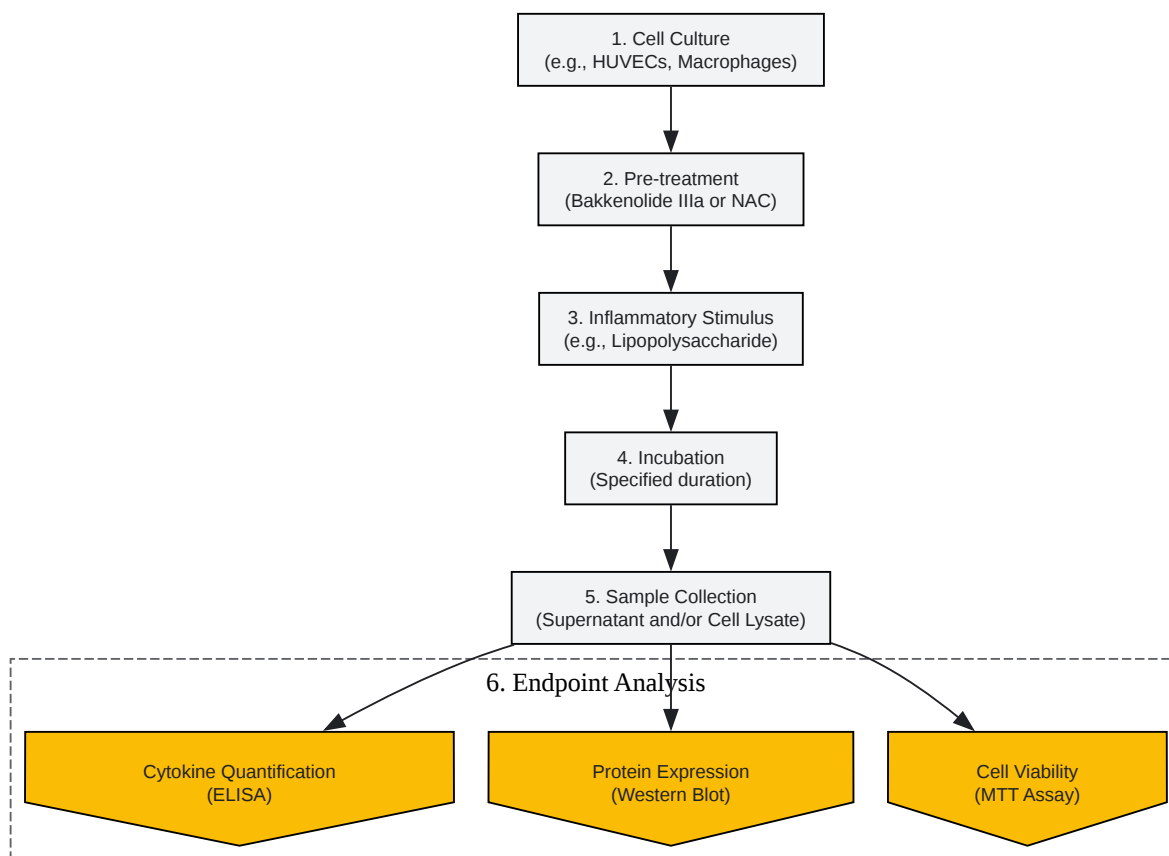 1. Cell Culture
(e.g., HUVECs, Macrophages)
2. Pre-treatment
(Bakkenolide IIIa or NAC)
3. Inflammatory Stimulus
(e.g., Lipopolysaccharide)
4. Incubation
(Specified duration)
5. Sample Collection
(Supernatant and/or Cell Lysate)
6. Endpoint Analysis
Cytokine Quantification
(ELISA)
Protein Expression
(Western Blot)
Cell Viability
(MTT Assay)